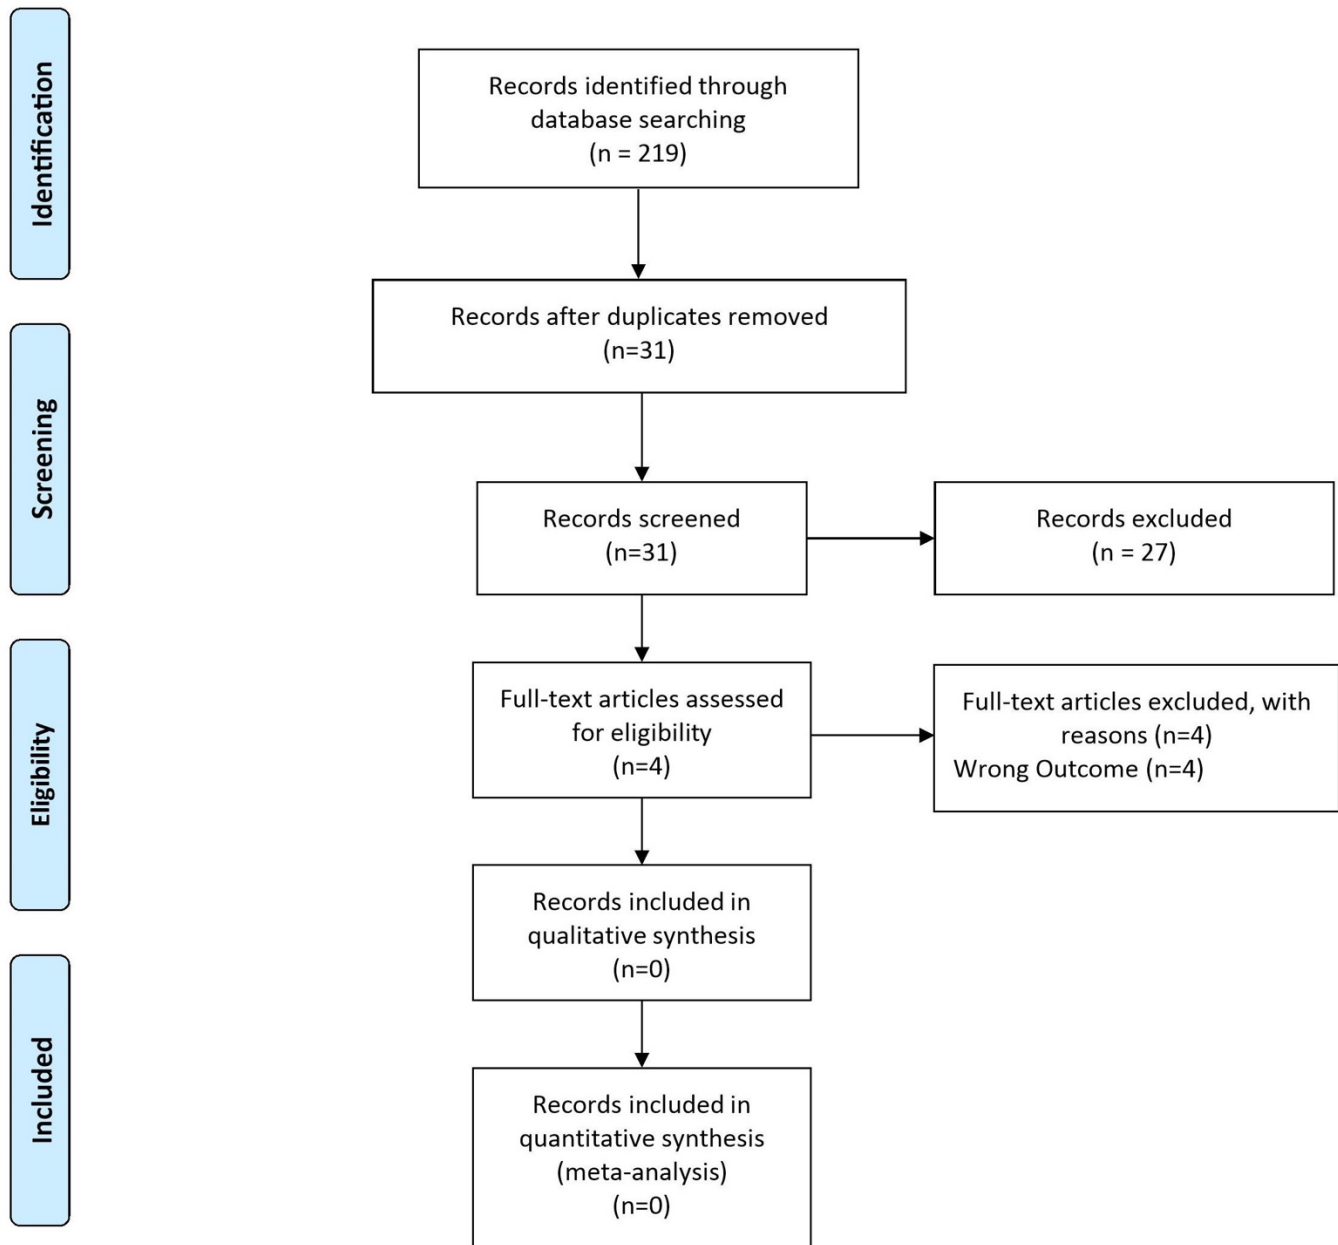 Identification
Records identified through
database searching
(n = 219)
Records after duplicates removed
(n=31)
Screening
Records screened
(n=31)
Records excluded
(n = 27)
Eligibility
Full-text articles assessed
for eligibility
(n=4)
Full-text articles excluded, with
reasons (n=4)
Wrong Outcome (n=4)
Records included in
qualitative synthesis
(n=0)
Included
Records included in
quantitative synthesis
(meta-analysis)
(n=0)